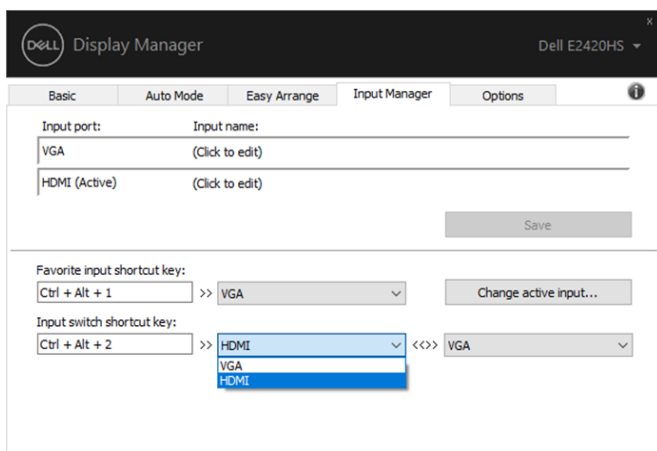 x
DELL Display Manager Dell E2420HS
Basic Auto Mode Easy Arrange Input Manager Options i
Input port: Input name:
VGA (Click to edit)
HDMI (Active) (Click to edit)
Save
Favorite input shortcut key:
Ctrl + Alt + 1 >> VGA Change active input...
Input switch shortcut key:
Ctrl + Alt + 2 >> HDMI <<>> VGA
VGA
HDMI